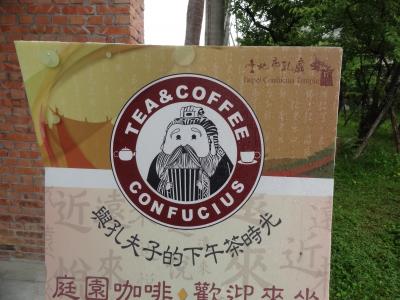 臺北市孔廟
Taipei Confucius Temple
TEA&COFFEE
CONFUCIUS
與孔夫子的下午茶時光
庭園咖啡♦歡迎來坐